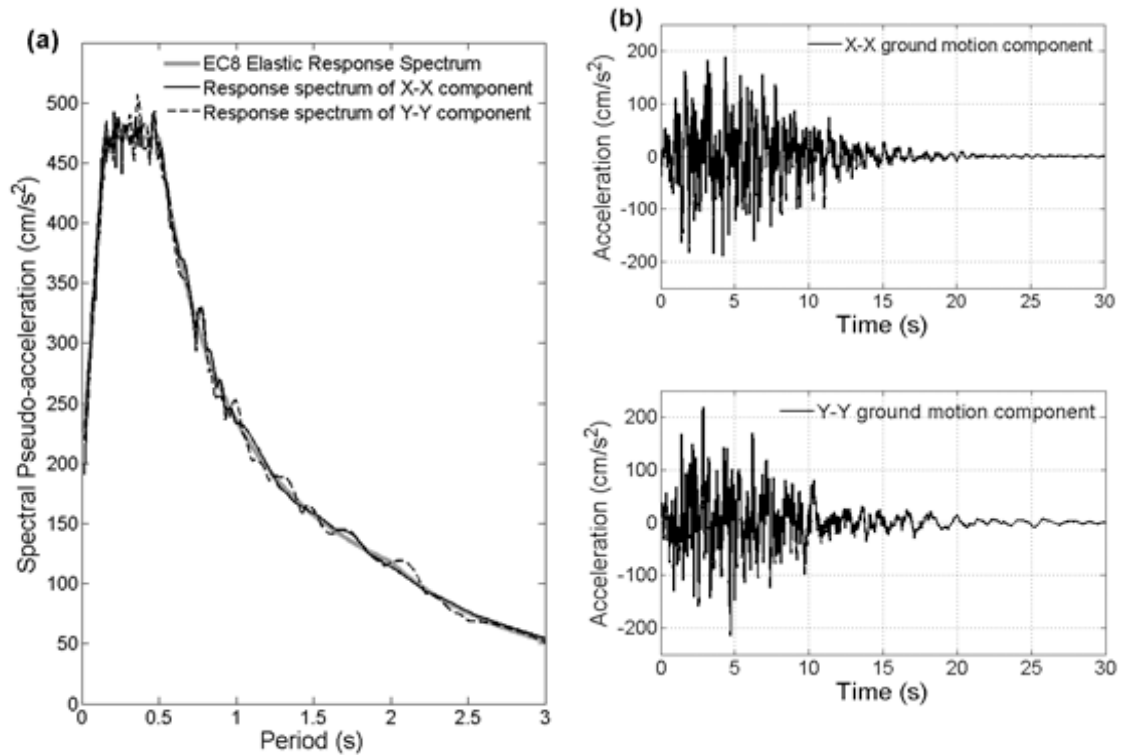 (a)
EC8 Elastic Response Spectrum
Response spectrum of X-X component
Response spectrum of Y-Y component
500
450
400
350
300
250
200
150
100
50
0
Spectral Pseudo-acceleration (cm/s²)
0 0.5 1 1.5 2 2.5 3
Period (s)
(b)
X-X ground motion component
200
100
0
-100
-200
Acceleration (cm/s²)
0 5 10 15 20 25 30
Time (s)
Y-Y ground motion component
200
100
0
-100
-200
Acceleration (cm/s²)
0 5 10 15 20 25 30
Time (s)